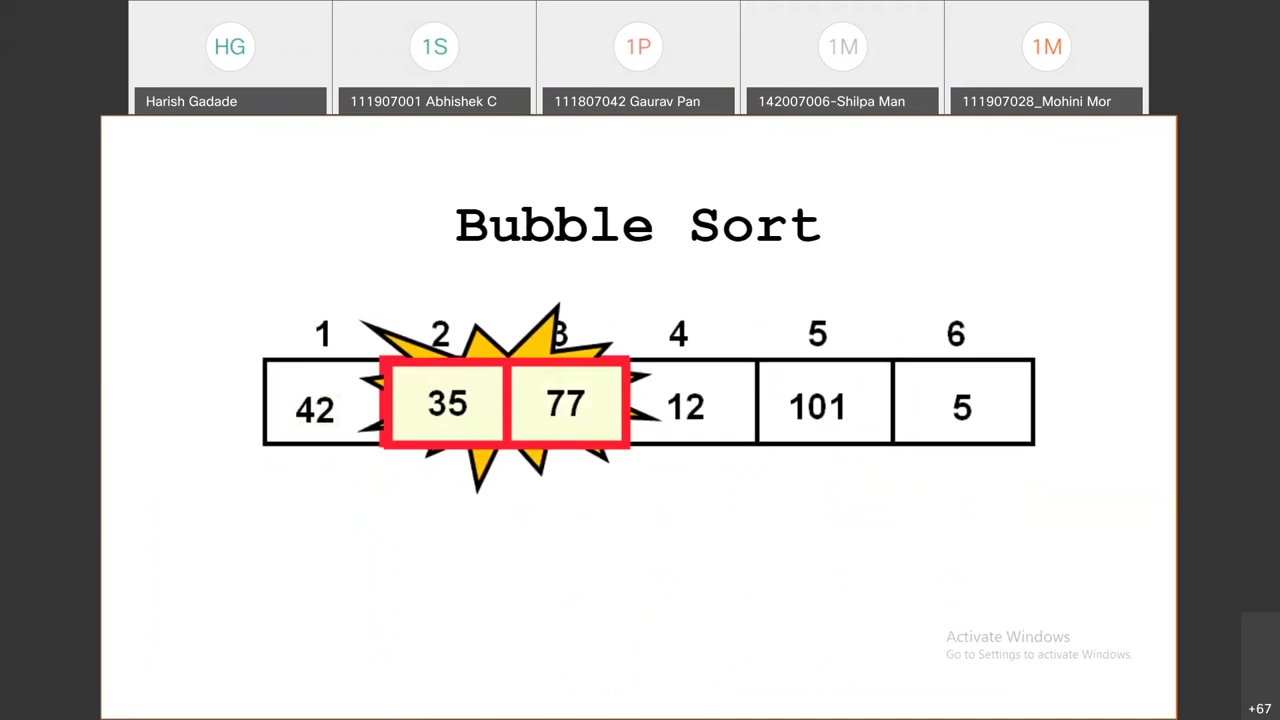 HG
1S
1P
1M
1M
Harish Gadade
111907001 Abhishek C
111807042 Gaurav Pan
142007006-Shilpa Man
111907028_Mohini Mor
Bubble Sort
1 2 3 4 5 6
42 35 77 12 101 5
Activate Windows
Go to Settings to activate Windows.
+67